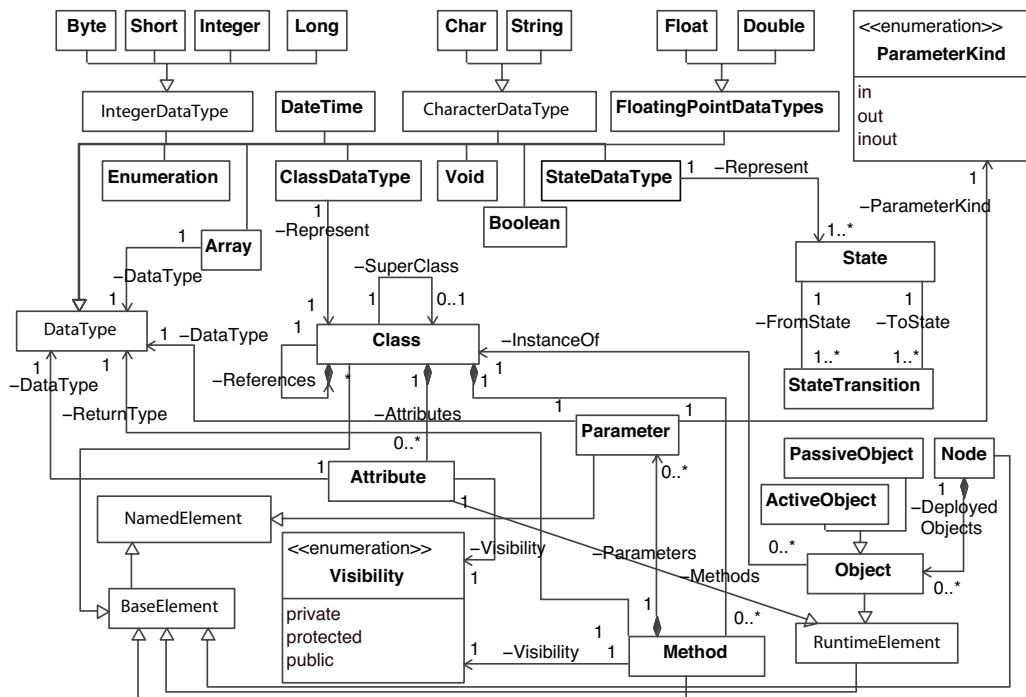 Byte Short Integer Long Char String Float Double
<<enumeration>>
ParameterKind
in
out
inout
IntegerDataType DateTime CharacterDataType FloatingPointDataTypes
Enumeration ClassDataType Void StateDataType
1 −Represent
1
−ParameterKind
Boolean
1
−Represent
1 Array
−DataType
1..*
State
−SuperClass
1 0..1
1 1
−FromState −ToState
1..* 1..*
StateTransition
1
DataType
1 −DataType
1
1
Class
−InstanceOf
1 1
−DataType
−References *
1 1 1
−ReturnType
−Attributes
0..*
1 1
Parameter
0..*
PassiveObject Node
1
Attribute
1
ActiveObject
1
−Deployed
Objects
NamedElement
<<enumeration>>
Visibility
private
protected
public
−Visibility
1
−Parameters
−Methods
0..*
Object
0..*
BaseElement
1 1
0..*
RuntimeElement
1 −Visibility 1
Method